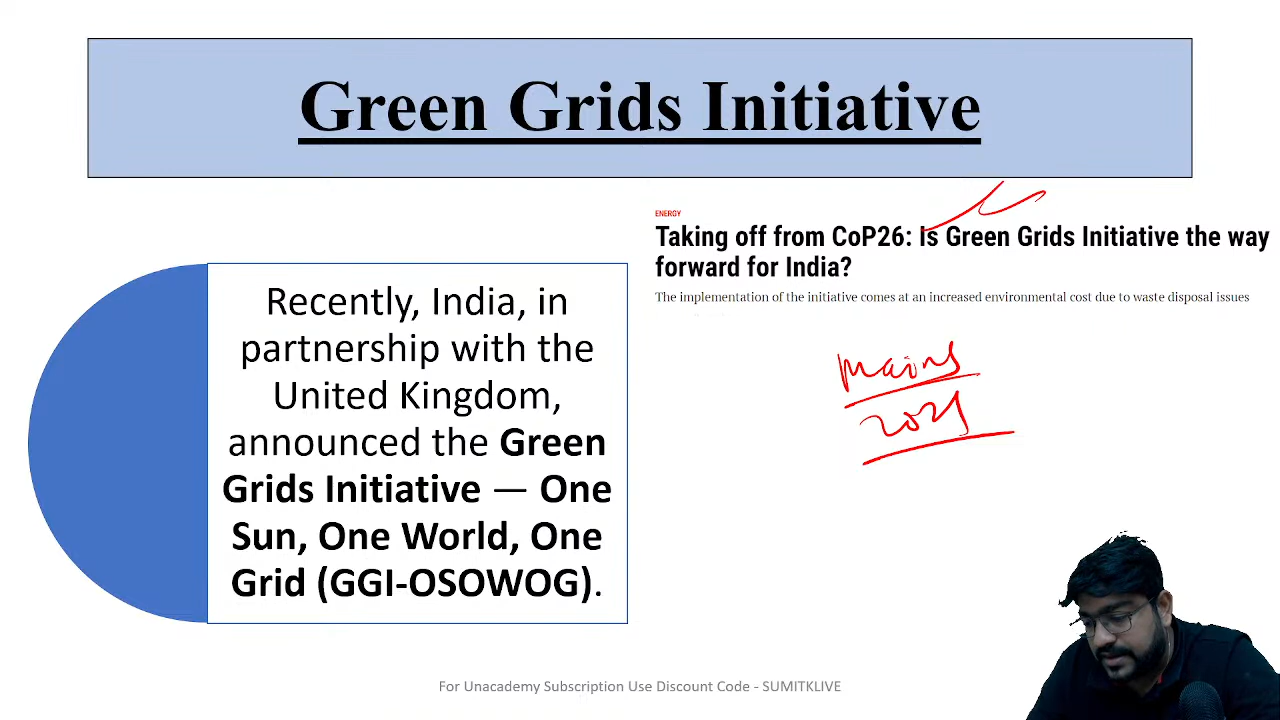 Green Grids Initiative
ENERGY
Taking off from CoP26: Is Green Grids Initiative the way
forward for India?
The implementation of the initiative comes at an increased environmental cost due to waste disposal issues
Mains
2021
Recently, India, in
partnership with the
United Kingdom,
announced the Green
Grids Initiative — One
Sun, One World, One
Grid (GGI-OSOWOG).
For Unacademy Subscription Use Discount Code - SUMITKLIVE